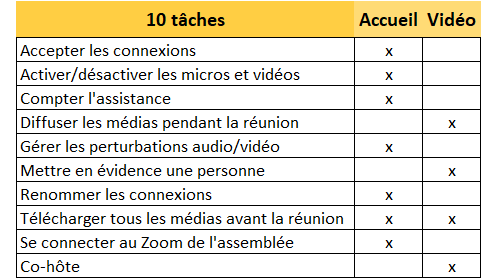 10 tâches Accueil Vidéo
Accepter les connexions x
Activer/désactiver les micros et vidéos x
Compter l'assistance x
Diffuser les médias pendant la réunion x
Gérer les perturbations audio/vidéo x
Mettre en évidence une personne x
Renommer les connexions x
Télécharger tous les médias avant la réunion x x
Se connecter au Zoom de l'assemblée x
Co-hôte x